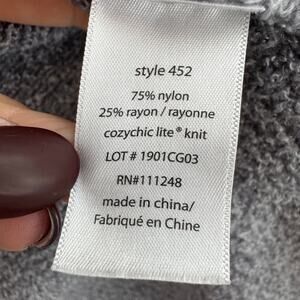 style 452
75% nylon
25% rayon / rayonne
cozychic lite® knit
LOT # 1901CG03
RN#111248
made in china/
Fabriqué en Chine